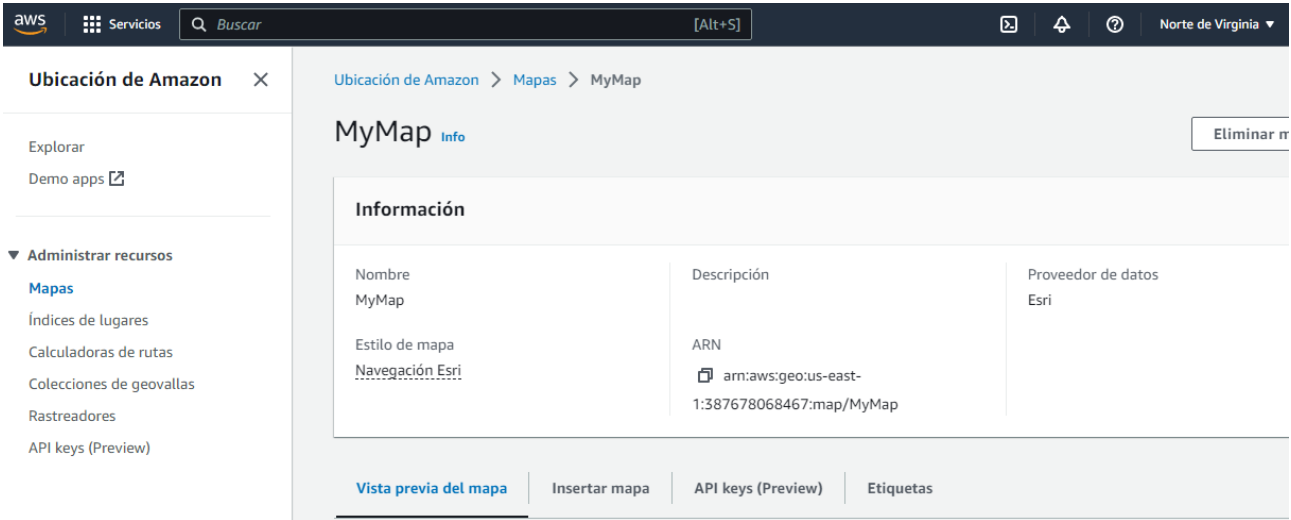 aws
Servicios
Buscar
[Alt+S]
Norte de Virginia
Ubicación de Amazon
Explorar
Demo apps
Administrar recursos
Mapas
Índices de lugares
Calculadoras de rutas
Colecciones de geovallas
Rastreadores
API keys (Preview)
Ubicación de Amazon > Mapas > MyMap
MyMap Info
Eliminar m
Información
Nombre
MyMap
Descripción
Proveedor de datos
Esri
Estilo de mapa
Navegación Esri
ARN
arn:aws:geo:us-east-
1:387678068467:map/MyMap
Vista previa del mapa
Insertar mapa
API keys (Preview)
Etiquetas